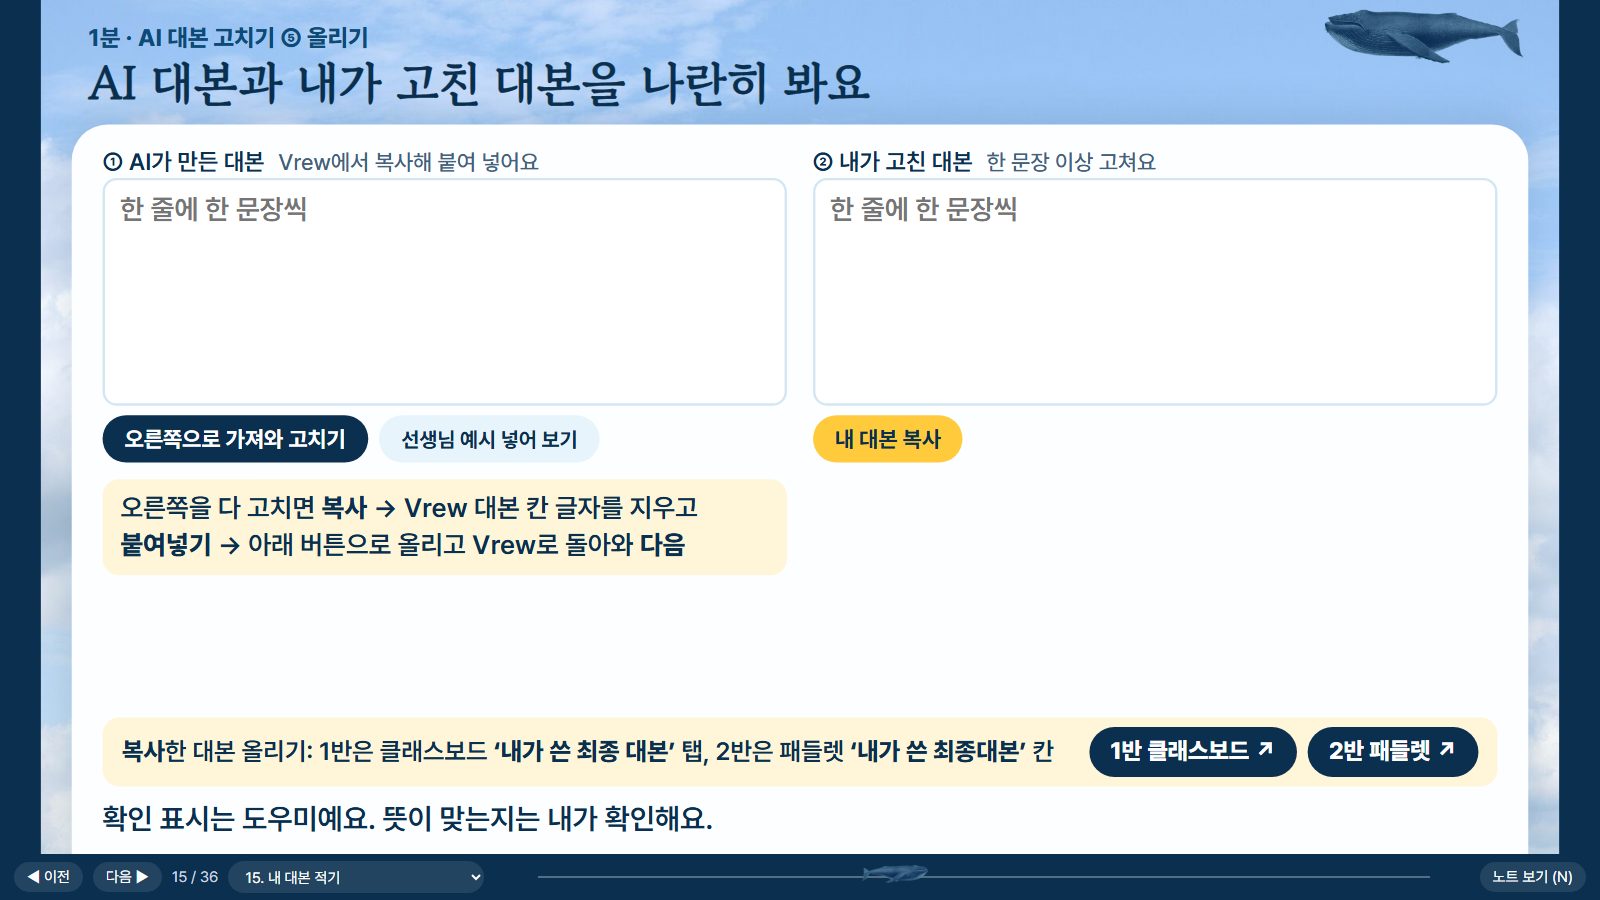 1분 · AI 대본 고치기 ⑤ 올리기
AI 대본과 내가 고친 대본을 나란히 봐요
① AI가 만든 대본 Vrew에서 복사해 붙여 넣어요
한 줄에 한 문장씩
오른쪽으로 가져와 고치기
선생님 예시 넣어 보기
② 내가 고친 대본 한 문장 이상 고쳐요
한 줄에 한 문장씩
내 대본 복사
오른쪽을 다 고치면 복사 → Vrew 대본 칸 글자를 지우고
붙여넣기 → 아래 버튼으로 올리고 Vrew로 돌아와 다음
복사한 대본 올리기: 1반은 클래스보드 ‘내가 쓴 최종 대본’ 탭, 2반은 패들렛 ‘내가 쓴 최종대본’ 칸
1반 클래스보드 ↗
2반 패들렛 ↗
확인 표시는 도우미예요. 뜻이 맞는지는 내가 확인해요.
◀ 이전
다음 ▶
15 / 36
15. 내 대본 적기
노트 보기 (N)